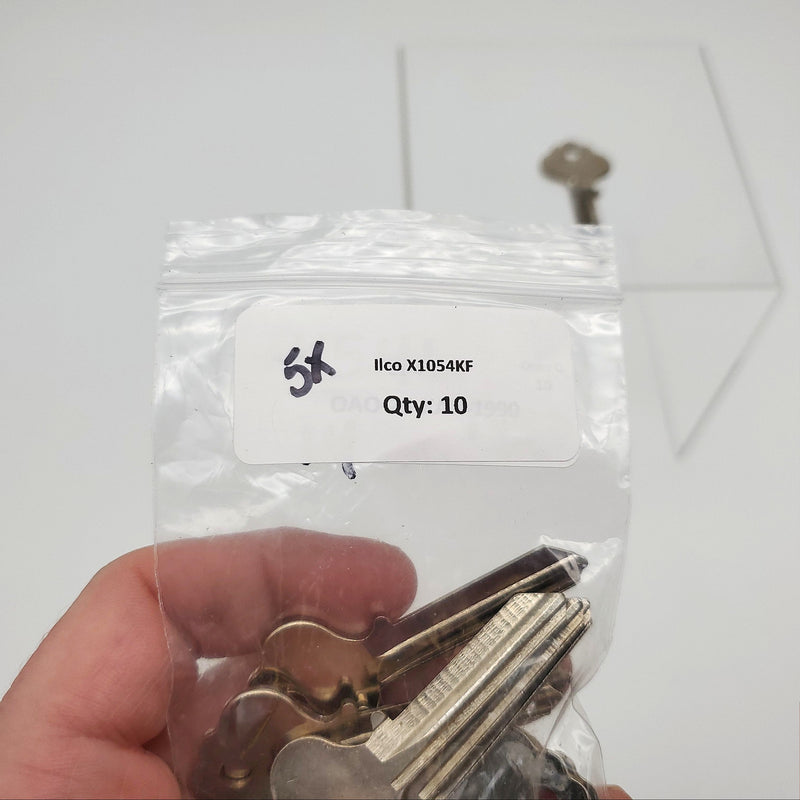 5X
Ilco X1054KF
Qty: 10